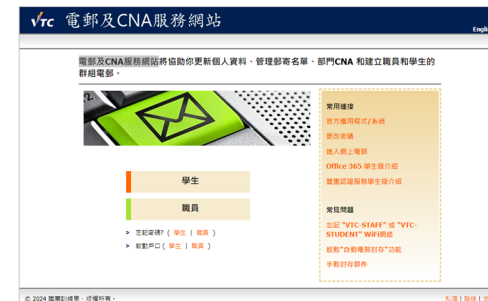 VTC 電郵及CNA服務網站
Engli
電郵及CNA服務網站將協助你更新個人資料、管理郵寄名單、部門CNA 和建立職員和學生的
群組電郵。
學生
職員
> 忘記密碼? ( 學生 | 職員 )
> 啟動戶口 ( 學生 | 職員 )
常用連接
官方應用程式/系統
更改密碼
進入網上電郵
Office 365 學生版介紹
雙重認證服務學生版介紹
常見問題
忘記 "VTC-STAFF" 或 "VTC-
STUDENT" WiFi網絡
啟動"自動電郵封存"功能
手動封存郵件
© 2024 職業訓練局，版權所有。
私隱 |